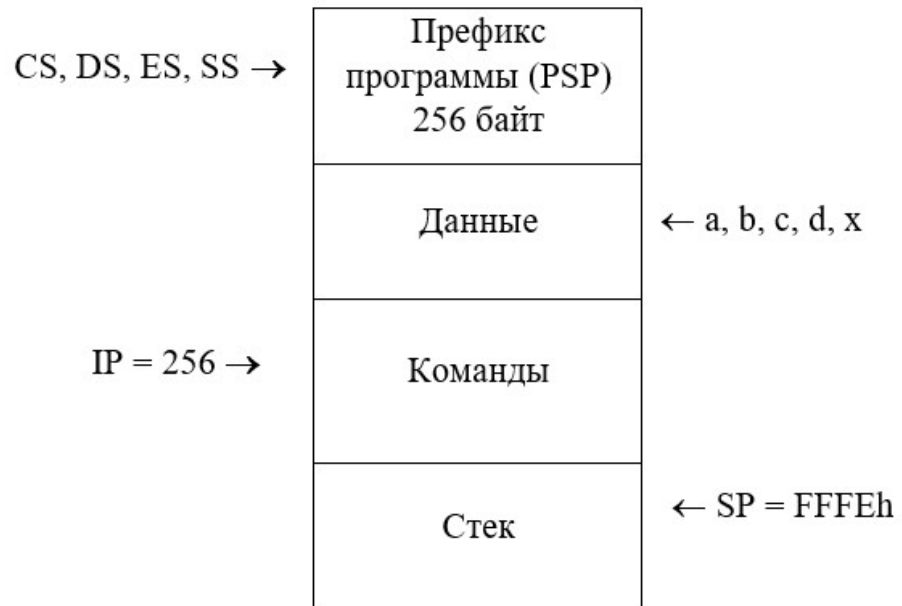 Префикс
CS, DS, ES, SS →
программы (PSP)
256 байт
Данные
← a, b, c, d, x
IP = 256 →
Команды
← SP = FFFEh
Стек